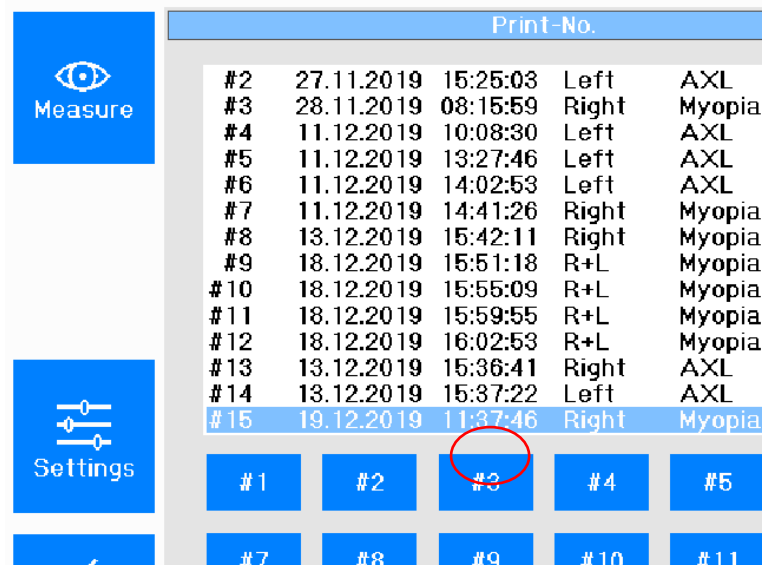 Print-No.
Measure
#2 27.11.2019 15:25:03 Left AXL
#3 28.11.2019 08:15:59 Right Myopia
#4 11.12.2019 10:08:30 Left AXL
#5 11.12.2019 13:27:46 Left AXL
#6 11.12.2019 14:02:53 Left AXL
#7 11.12.2019 14:41:26 Right Myopia
#8 13.12.2019 15:42:11 Right Myopia
#9 18.12.2019 15:51:18 R+L Myopia
#10 18.12.2019 15:55:09 R+L Myopia
#11 18.12.2019 15:59:55 R+L Myopia
#12 18.12.2019 16:02:53 R+L Myopia
#13 13.12.2019 15:36:41 Right AXL
#14 13.12.2019 15:37:22 Left AXL
#15 19.12.2019 11:37:46 Right Myopia
Settings
#1 #2 #3 #4 #5
#7 #8 #9 #10 #11